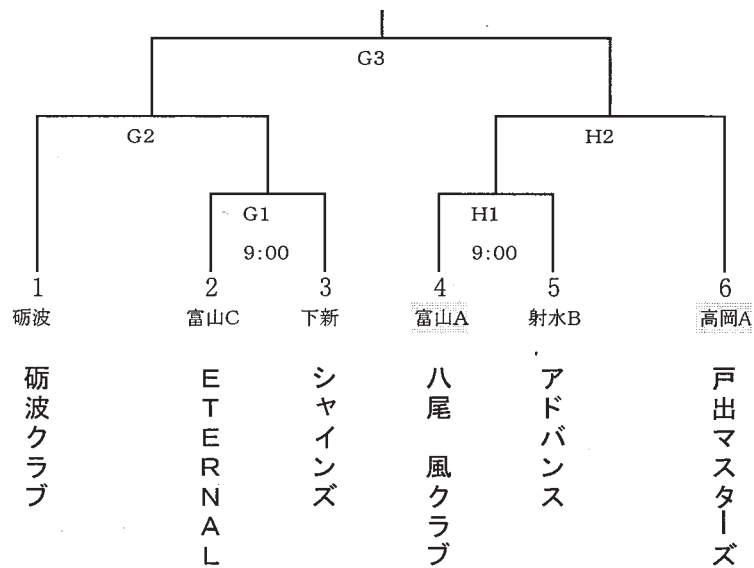 G3
G2
H2
G1
H1
9:00
9:00
1
2
3
4
5
6
砺波
富山C
下新
富山A
射水B
高岡A
砺波クラブ
ETERNAL
シャインズ
八尾 風クラブ
アドバンス
戸出マスターズ